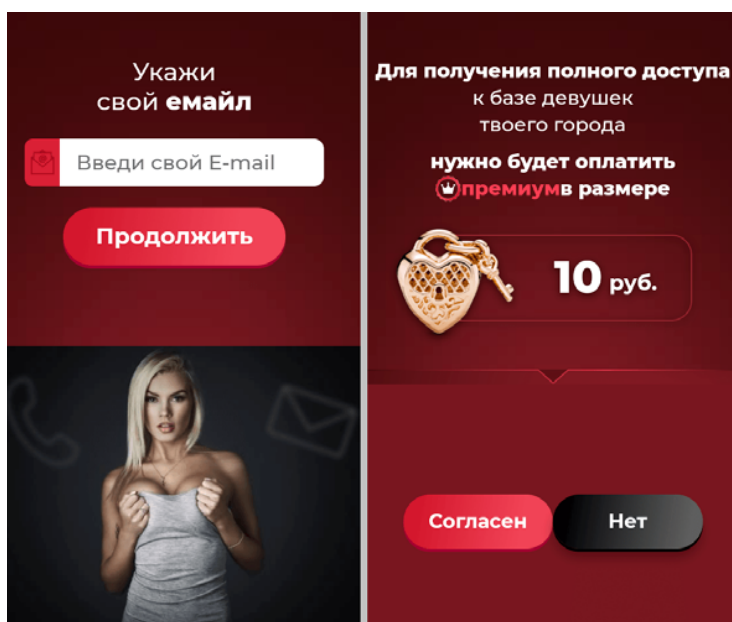 Укажи
свой емайл
Введи свой E-mail
Продолжить
Для получения полного доступа
к базе девушек
твоего города
нужно будет оплатить
премиумв размере
10 руб.
Согласен
Нет